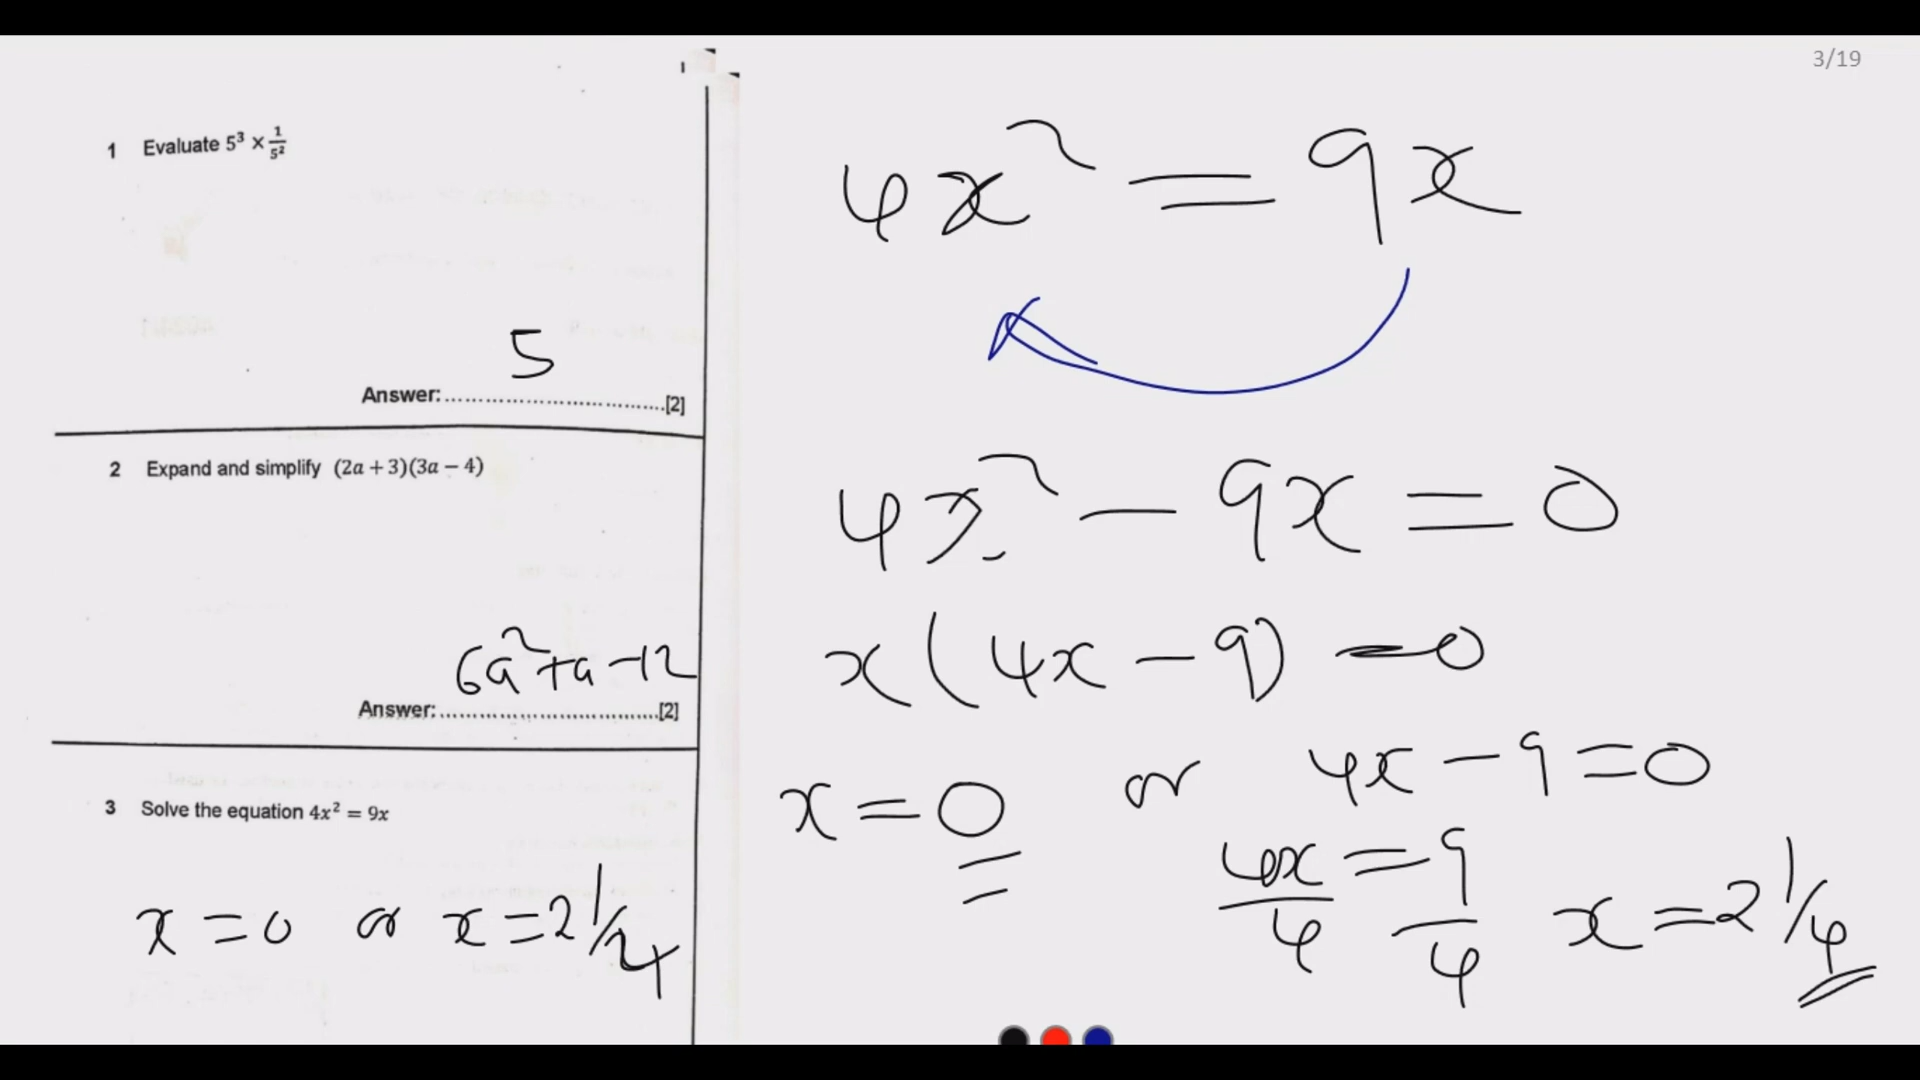 3/19
1 Evaluate 5³ × 1/5²
5
Answer:........................................[2]
2 Expand and simplify (2a + 3)(3a − 4)
6a²+a−12
Answer:........................................[2]
3 Solve the equation 4x² = 9x
x = 0 or x = 2 1/4
4x² = 9x
4x² − 9x = 0
x(4x − 9) = 0
x = 0 or 4x − 9 = 0
4x/4 = 9/4 x = 2 1/4